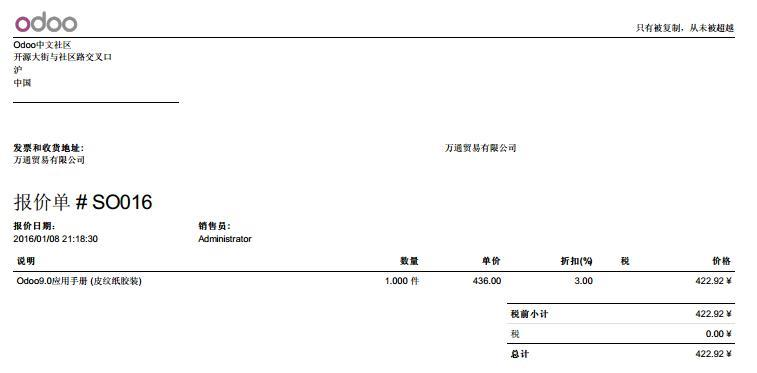 odoo
只有被复制，从未被超越
Odoo中文社区
开源大街与社区路交叉口
沪
中国
发票和收货地址:
万通贸易有限公司 万通贸易有限公司
报价单 # SO016
报价日期: 销售员:
2016/01/08 21:18:30 Administrator
说明 数量 单价 折扣(%) 税 价格
Odoo9.0应用手册 (皮纹纸胶装) 1.000 件 436.00 3.00 422.92 ¥
税前小计 422.92 ¥
税 0.00 ¥
总计 422.92 ¥